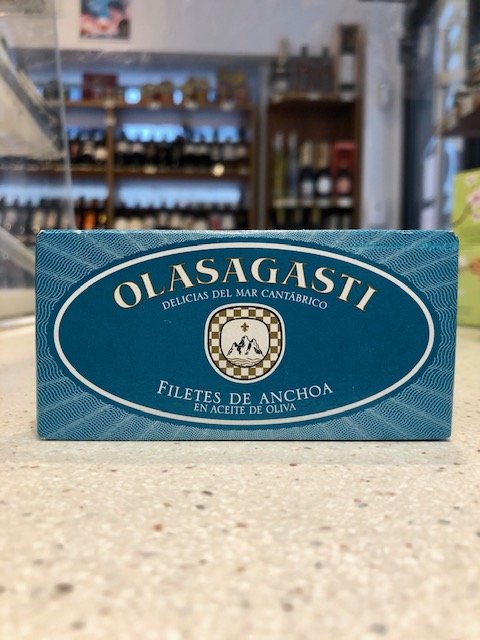 OLASAGASTI
DELICIAS DEL MAR CANTÁBRICO
FILETES DE ANCHOA
EN ACEITE DE OLIVA